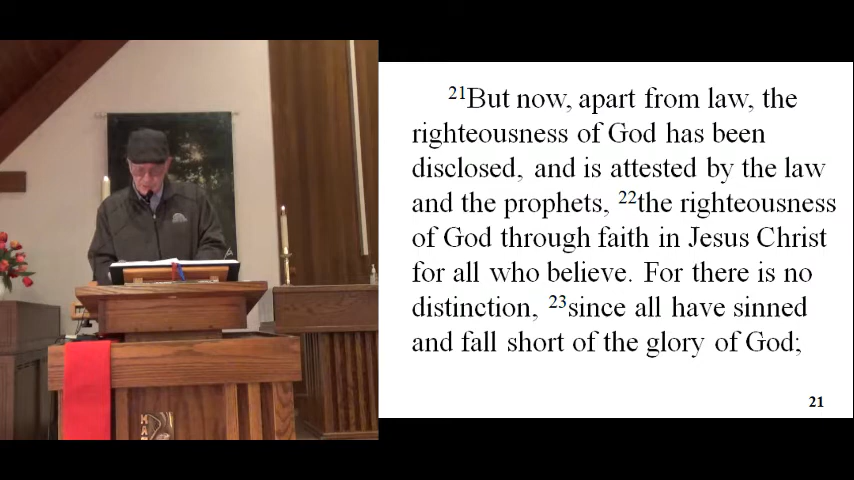 ²¹But now, apart from law, the
righteousness of God has been
disclosed, and is attested by the law
and the prophets, ²²the righteousness
of God through faith in Jesus Christ
for all who believe. For there is no
distinction, ²³since all have sinned
and fall short of the glory of God;
21